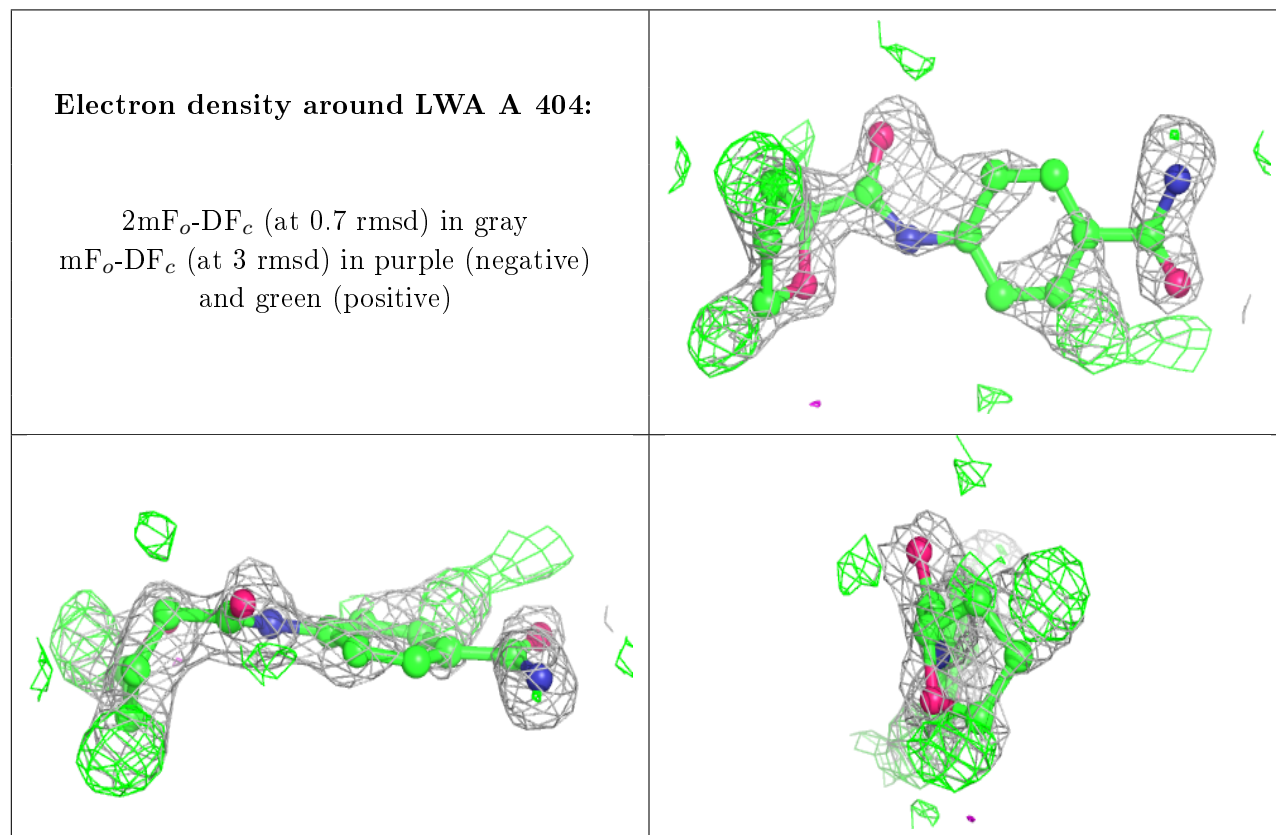 Electron density around LWA A 404:
2mFo-DFc (at 0.7 rmsd) in gray
mFo-DFc (at 3 rmsd) in purple (negative)
and green (positive)